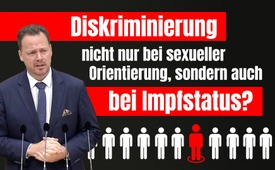 Diskriminierung
nicht nur bei sexueller
Orientierung, sondern auch
bei Impfstatus?